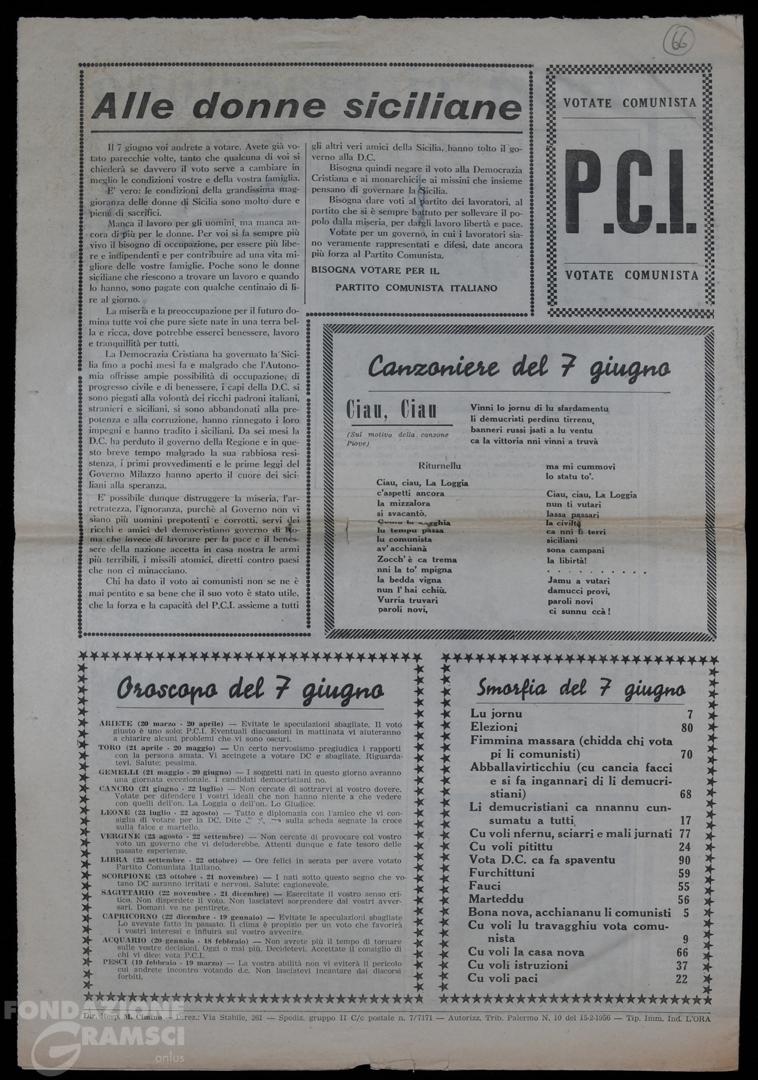 66
Alle donne siciliane
Il 7 giugno voi andrete a votare. Avete già vo-
tato parecchie volte, tanto che qualcuna di voi si
chiederà se davvero il voto serve a cambiare in
meglio le condizioni vostre e della vostra famiglia.
E' vero: le condizioni della grandissima mag-
gioranza delle donne di Sicilia sono molto dure e
piene di sacrifici.
Manca il lavoro per gli uomini, ma manca an-
cora di più per le donne. Per voi si fa sempre più
vivo il bisogno di occupazione, per essere più libe-
re e indipendenti e per contribuire ad una vita mi-
gliore delle vostre famiglie. Poche sono le donne
siciliane che riescono a trovare un lavoro e quando
lo hanno, sono pagate con qualche centinaio di li-
re al giorno.
La miseria e la preoccupazione per il futuro do-
mina tutte voi che pure siete nate in una terra bel-
la e ricca, dove potrebbe esserci benessere, lavoro
e tranquillità per tutti.
La Democrazia Cristiana ha governato la Sici-
lia fino a pochi mesi fa e malgrado che l'Autono-
mia offrisse ampie possibilità di occupazione, di
progresso civile e di benessere, i capi della D.C. si
sono piegati alla volontà dei ricchi padroni italiani,
stranieri e siciliani, si sono abbandonati alla pre-
potenza e alla corruzione, hanno rinnegato i loro
impegni e hanno tradito i siciliani. Da sei mesi la
D.C. ha perduto il governo della Regione e in que-
sto breve tempo malgrado la sua rabbiosa resi-
stenza, i primi provvedimenti e le prime leggi del
Governo Milazzo hanno aperto il cuore dei sici-
liani alla speranza.
E' possibile dunque distruggere la miseria, l'ar-
retratezza, l'ignoranza, purchè al Governo non vi
siano più uomini prepotenti e corrotti, servi dei
ricchi e amici del democristiano governo di Ro-
ma che invece di lavorare per la pace e il benes-
sere della nazione accetta in casa nostra le armi
più terribili, i missili atomici, diretti contro paesi
che non ci minacciano.
Chi ha dato il voto ai comunisti non se ne è
mai pentito e sa bene che il suo voto è stato utile,
che la forza e la capacità del P.C.I. assieme a tutti
gli altri veri amici della Sicilia, hanno tolto il go-
verno alla D.C.
Bisogna quindi negare il voto alla Democrazia
Cristiana e ai monarchici e ai missini che insieme
pensano di governare la Sicilia.
Bisogna dare voti al partito dei lavoratori, al
partito che si è sempre battuto per sollevare il po-
polo dalla miseria, per dargli lavoro libertà e pace.
Votate per un governo, in cui i lavoratori sia-
no veramente rappresentati e difesi, date ancora
più forza al Partito Comunista.
BISOGNA VOTARE PER IL
PARTITO COMUNISTA ITALIANO
VOTATE COMUNISTA
P.C.I.
VOTATE COMUNISTA
Canzoniere del 7 giugno
Ciau, Ciau
(Sul motivo della canzone
Piove)
Vinni lo jornu di lu sfardamentu
li demucristi perdinu tirrenu,
banneri russi jsati a lu ventu
ca la vittoria nni vinni a truvà
Riturnellu
Ciau, ciau, La Loggia
c'aspetti ancora
la mizzalora
si svacantò.
lu tempu passa
lu comunista
av' acchianà
Zocch'è ca trema
nni la to' mpigna
la bedda vigna
nun l' hai cchiù.
Vurria truvari
paroli novi,
ma mi cummovi
lo statu to'.
Ciau, ciau, La Loggia
nun ti vutari
lassa passari
la civiltà
ca nni li terri
siciliani
sona campani
la libirtà!
. . . . . . . . . .
Jamu a vutari
damucci provi,
paroli novi
ci sunnu ccà!
Oroscopo del 7 giugno
ARIETE (20 marzo - 20 aprile) — Evitate le speculazioni sbagliate. Il voto
giusto è uno solo: P.C.I. Eventuali discussioni in mattinata vi aiuteranno
a chiarire alcuni problemi che vi sono oscuri.
TORO (21 aprile - 20 maggio) — Un certo nervosismo pregiudica i rapporti
con la persona amata. Vi accingete a votare DC e sbagliate. Riguarda-
tevi. Salute: pessima.
GEMELLI (21 maggio - 20 giugno) — I soggetti nati in questo giorno avranno
una giornata eccezionale. I candidati democristiani no.
CANCRO (21 giugno - 22 luglio) — Non cercate di sottrarvi al vostro dovere.
Votate per difendere i vostri ideali che non hanno niente a che vedere
con quelli dell'on. La Loggia o dell'on. Lo Giudice.
LEONE (23 luglio - 22 agosto) — Tatto e diplomazia con l'amico che vi con-
siglia di votare per la DC. Dite sulla scheda segnate la croce
sulla falce e martello.
VERGINE (23 agosto - 22 settembre) — Non cercate di provocare col vostro
voto un governo che vi deluderebbe. Attenti dunque e fate tesoro delle
passate esperienze.
LIBRA (23 settembre - 22 ottobre) — Ore felici in serata per avere votato
Partito Comunista Italiano.
SCORPIONE (23 ottobre - 21 novembre) — I nati sotto questo segno che vo-
tano DC saranno irritati e nervosi. Salute: cagionevole.
SAGITTARIO (22 novembre - 21 dicembre) — Esercitate il vostro senso cri-
tico. Non disperdete il voto. Non lasciatevi sorprendere dai vostri avver-
sari. Domani ve ne pentirete.
CAPRICORNO (22 dicembre - 19 gennaio) — Evitate le speculazioni sbagliate
Lo avevate fatto in passato. Il clima è propizio per un voto che favorirà
i vostri interessi e influirà sul vostro avvenire.
ACQUARIO (20 gennaio - 18 febbraio) — Non avrete più il tempo di tornare
sulle vostre decisioni. Oggi o mai più. Decidetevi. Accettate il consiglio di
chi vi dice: vota P.C.I.
PESCI (19 febbraio - 19 marzo) — La vostra abilità non vi eviterà il pericolo
cui andrete incontro votando d.c. Non lasciatevi incantare dai discorsi
forbiti.
Smorfia del 7 giugno
Lu jornu 7
Elezioni 80
Fimmina massara (chidda chi vota
pi li comunisti) 70
Abballavirticchiu (cu cancia facci
e si fa ingannari di li demucri-
stiani) 68
Li demucristiani ca nnannu cun-
sumatu a tutti 17
Cu voli nfernu, sciarri e mali jurnati 77
Cu voli pitittu 24
Vota D.C. ca fa spaventu 90
Furchittuni 59
Fauci 55
Marteddu 56
Bona nova, acchiananu li comunisti 5
Cu voli lu travagghiu vota comu-
nista 9
Cu voli la casa nova 66
Cu voli istruzioni 37
Cu voli paci 22
Dir. Resp. M. Cimino - Direz.: Via Stabile, 261 — Spediz. gruppo II C/c postale n. 7/7171 — Autorizz. Trib. Palermo N. 10 del 15-2-1956 — Tip. Imm. Ind. L'ORA
FONDAZIONE
GRAMSCI
onlus